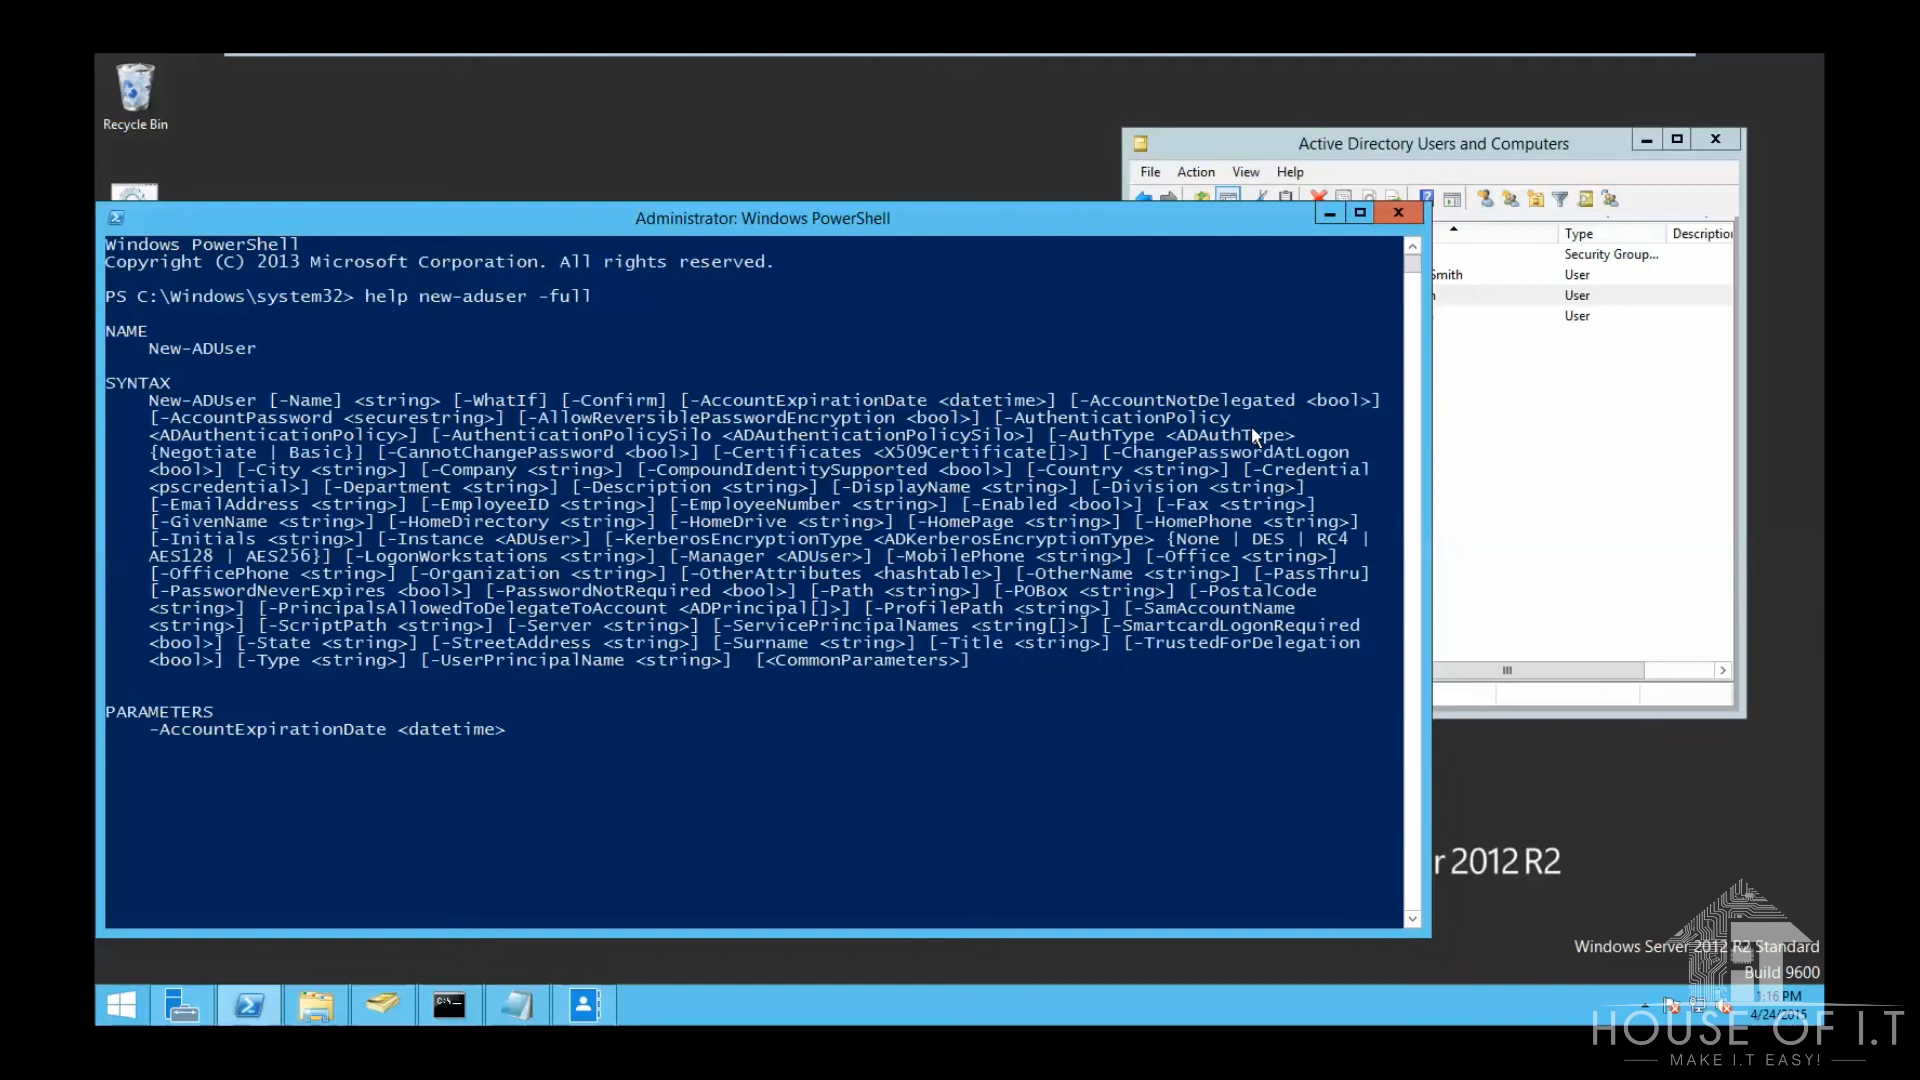 Recycle Bin
Active Directory Users and Computers
File Action View Help
Type Description
Security Group...
Smith User
User
User
Administrator: Windows PowerShell
Windows PowerShell
Copyright (C) 2013 Microsoft Corporation. All rights reserved.
PS C:\Windows\system32> help new-aduser -full
NAME
New-ADUser
SYNTAX
New-ADUser [-Name] <string> [-WhatIf] [-Confirm] [-AccountExpirationDate <datetime>] [-AccountNotDelegated <bool>]
[-AccountPassword <securestring>] [-AllowReversiblePasswordEncryption <bool>] [-AuthenticationPolicy
<ADAuthenticationPolicy>] [-AuthenticationPolicySilo <ADAuthenticationPolicySilo>] [-AuthType <ADAuthType>
{Negotiate | Basic}] [-CannotChangePassword <bool>] [-Certificates <X509Certificate[]>] [-ChangePasswordAtLogon
<bool>] [-City <string>] [-Company <string>] [-CompoundIdentitySupported <bool>] [-Country <string>] [-Credential
<pscredential>] [-Department <string>] [-Description <string>] [-DisplayName <string>] [-Division <string>]
[-EmailAddress <string>] [-EmployeeID <string>] [-EmployeeNumber <string>] [-Enabled <bool>] [-Fax <string>]
[-GivenName <string>] [-HomeDirectory <string>] [-HomeDrive <string>] [-HomePage <string>] [-HomePhone <string>]
[-Initials <string>] [-Instance <ADUser>] [-KerberosEncryptionType <ADKerberosEncryptionType> {None | DES | RC4 |
AES128 | AES256}] [-LogonWorkstations <string>] [-Manager <ADUser>] [-MobilePhone <string>] [-Office <string>]
[-OfficePhone <string>] [-Organization <string>] [-OtherAttributes <hashtable>] [-OtherName <string>] [-PassThru]
[-PasswordNeverExpires <bool>] [-PasswordNotRequired <bool>] [-Path <string>] [-POBox <string>] [-PostalCode
<string>] [-PrincipalsAllowedToDelegateToAccount <ADPrincipal[]>] [-ProfilePath <string>] [-SamAccountName
<string>] [-ScriptPath <string>] [-Server <string>] [-ServicePrincipalNames <string[]>] [-SmartcardLogonRequired
<bool>] [-State <string>] [-StreetAddress <string>] [-Surname <string>] [-Title <string>] [-TrustedForDelegation
<bool>] [-Type <string>] [-UserPrincipalName <string>]  [<CommonParameters>]
PARAMETERS
-AccountExpirationDate <datetime>
r 2012 R2
Windows Server 2012 R2 Standard
Build 9600
1:16 PM
4/24/2015
HOUSE OF I.T
MAKE I.T EASY!